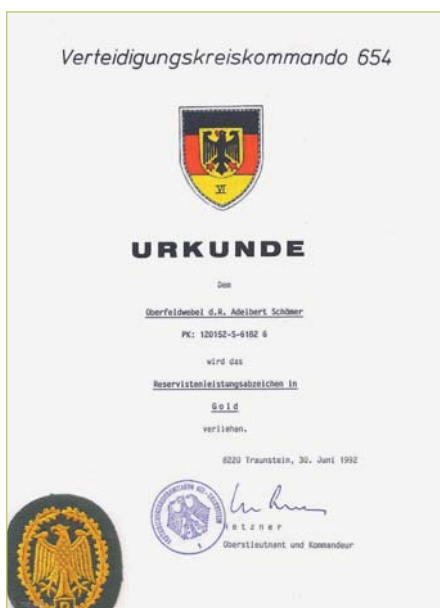 Verteidigungskreiskommando 654
VI
URKUNDE
Dem
Oberfeldwebel d.R. Adelbert Schömer
PK: 120152-S-6182 6
wird das
Reservistenleistungsabzeichen in
Gold
verliehen.
8220 Traunstein, 30. Juni 1992
Oberstleutnant und Kommandeur
R